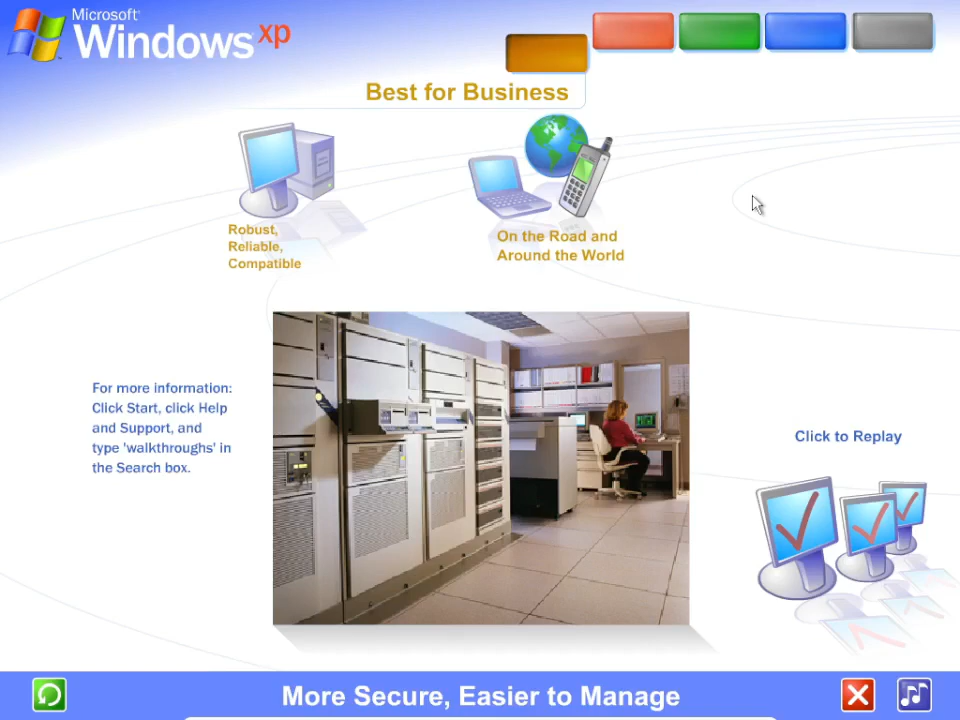 Microsoft
Windows xp
Best for Business
Robust,
Reliable,
Compatible
On the Road and
Around the World
For more information:
Click Start, click Help
and Support, and
type 'walkthroughs' in
the Search box.
Click to Replay
More Secure, Easier to Manage